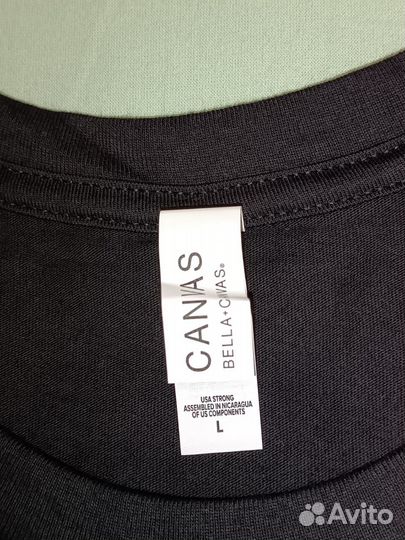 CANVAS
BELLA+CANVAS®
USA STRONG
ASSEMBLED IN NICARAGUA
OF US COMPONENTS
L
Avito